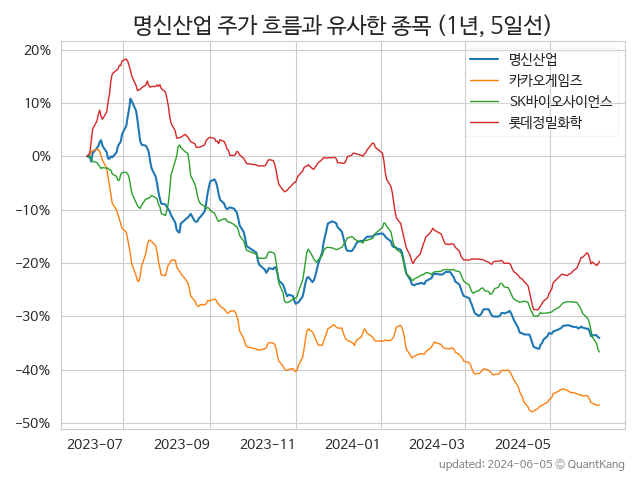 명신산업 주가 흐름과 유사한 종목 (1년, 5일선)
20%
10%
0%
−10%
−20%
−30%
−40%
−50%
명신산업
카카오게임즈
SK바이오사이언스
롯데정밀화학
2023-07
2023-09
2023-11
2024-01
2024-03
2024-05
updated: 2024-06-05 © QuantKang